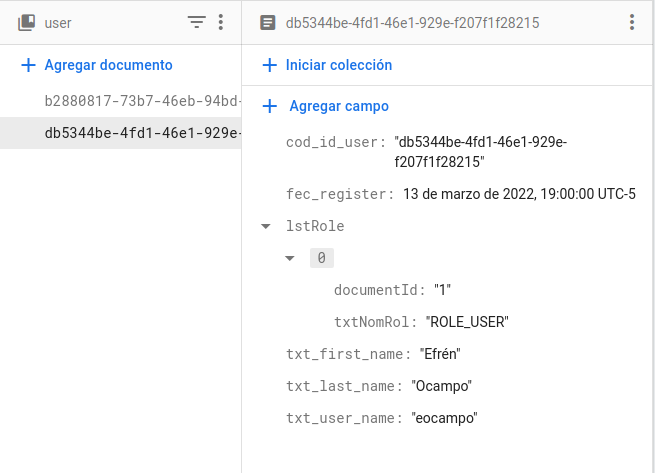 user
db5344be-4fd1-46e1-929e-f207f1f28215
Agregar documento
Iniciar colección
b2880817-73b7-46eb-94bd-
Agregar campo
db5344be-4fd1-46e1-929e-
cod_id_user: "db5344be-4fd1-46e1-929e-
f207f1f28215"
fec_register: 13 de marzo de 2022, 19:00:00 UTC-5
lstRole
0
documentId: "1"
txtNomRol: "ROLE_USER"
txt_first_name: "Efrén"
txt_last_name: "Ocampo"
txt_user_name: "eocampo"